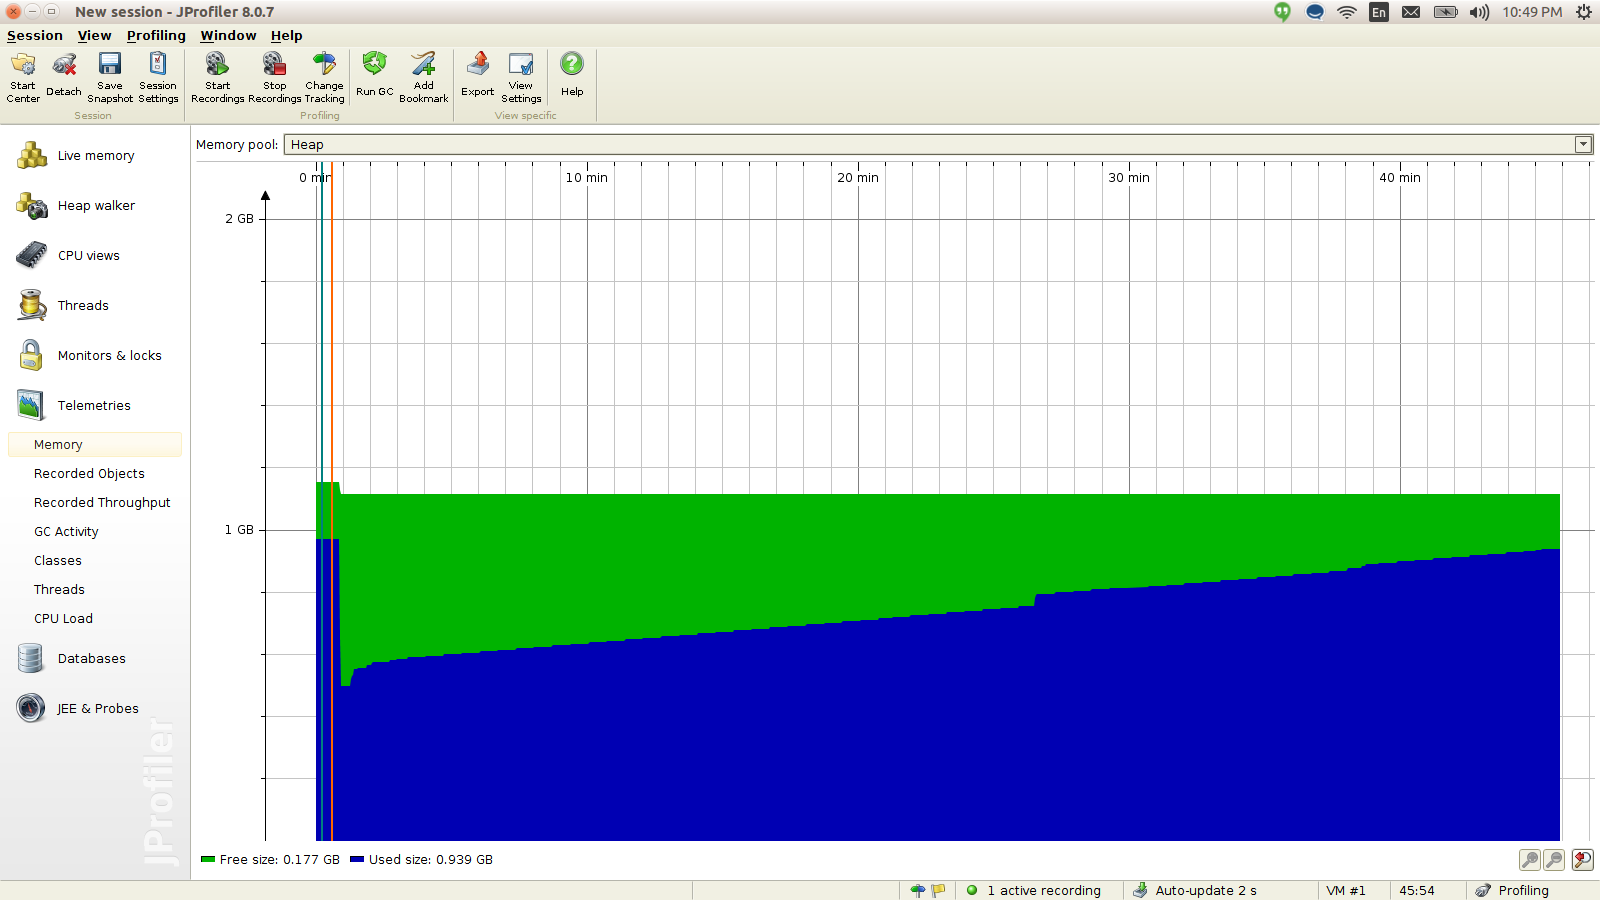 New session - JProfiler 8.0.7
En
10:49 PM
Session View Profiling Window Help
Start Center
Detach
Save Snapshot
Session Settings
Start Recordings
Stop Recordings
Change Tracking
Run GC
Add Bookmark
Export
View Settings
Help
Session
Profiling
View specific
Live memory
Heap walker
CPU views
Threads
Monitors & locks
Telemetries
Memory
Recorded Objects
Recorded Throughput
GC Activity
Classes
Threads
CPU Load
Databases
JEE & Probes
JProfiler
Memory pool: Heap
0 min 10 min 20 min 30 min 40 min
2 GB
1 GB
Free size: 0.177 GB Used size: 0.939 GB
1 active recording
Auto-update 2 s
VM #1
45:54
Profiling